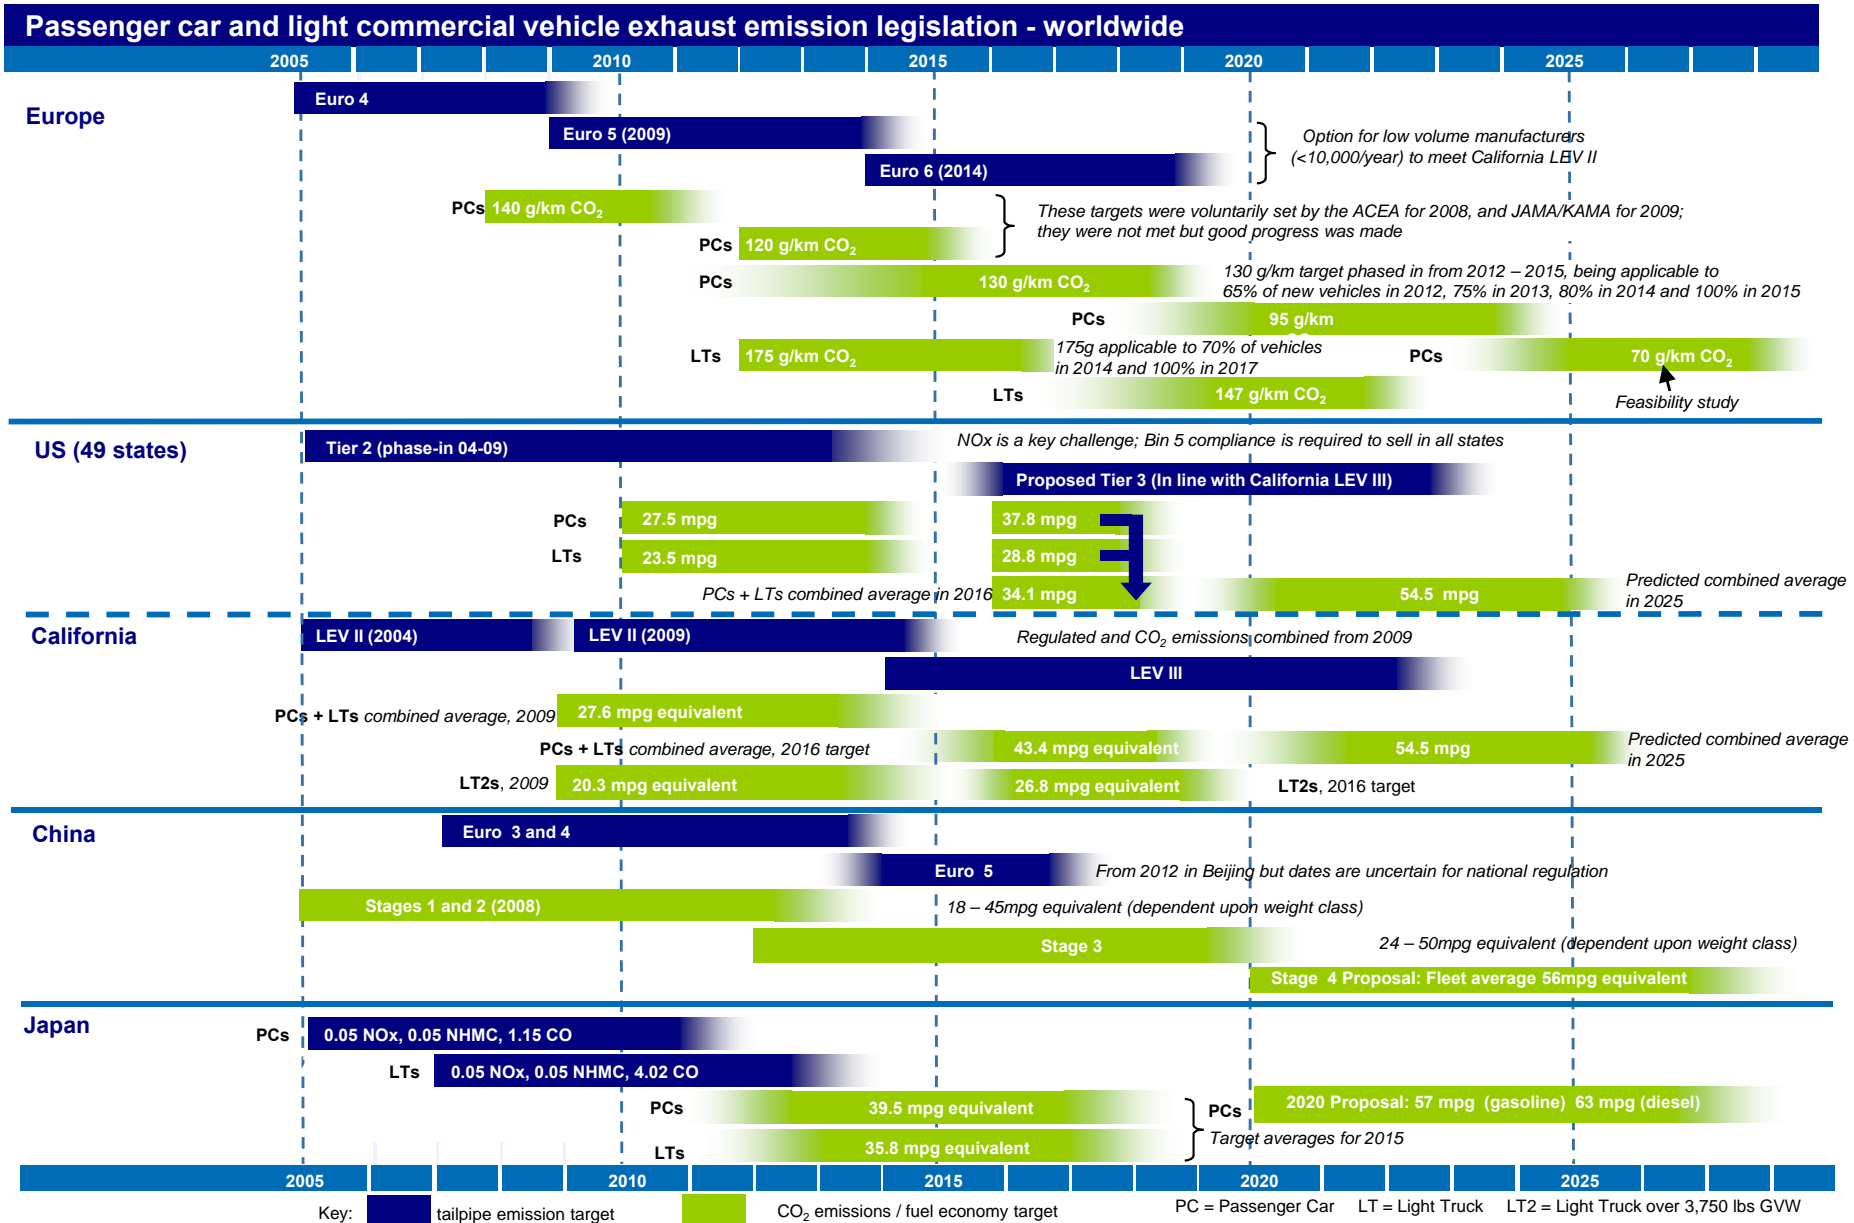 Passenger car and light commercial vehicle exhaust emission legislation - worldwide
2005 2010 2015 2020 2025
Europe
Euro 4
Euro 5 (2009)
Euro 6 (2014)
Option for low volume manufacturers
(<10,000/year) to meet California LEV II
PCs 140 g/km CO2
PCs 120 g/km CO2
These targets were voluntarily set by the ACEA for 2008, and JAMA/KAMA for 2009;
they were not met but good progress was made
PCs 130 g/km CO2
130 g/km target phased in from 2012 – 2015, being applicable to
65% of new vehicles in 2012, 75% in 2013, 80% in 2014 and 100% in 2015
PCs 95 g/km
LTs 175 g/km CO2
175g applicable to 70% of vehicles
in 2014 and 100% in 2017
PCs 70 g/km CO2
LTs 147 g/km CO2
Feasibility study
US (49 states)
Tier 2 (phase-in 04-09)
NOx is a key challenge; Bin 5 compliance is required to sell in all states
Proposed Tier 3 (In line with California LEV III)
PCs 27.5 mpg 37.8 mpg
LTs 23.5 mpg 28.8 mpg
PCs + LTs combined average in 2016 34.1 mpg 54.5 mpg
Predicted combined average
in 2025
California
LEV II (2004) LEV II (2009)
Regulated and CO2 emissions combined from 2009
LEV III
PCs + LTs combined average, 2009 27.6 mpg equivalent
PCs + LTs combined average, 2016 target 43.4 mpg equivalent 54.5 mpg
Predicted combined average
in 2025
LT2s, 2009 20.3 mpg equivalent 26.8 mpg equivalent LT2s, 2016 target
China
Euro 3 and 4
Euro 5
From 2012 in Beijing but dates are uncertain for national regulation
Stages 1 and 2 (2008)
18 – 45mpg equivalent (dependent upon weight class)
Stage 3
24 – 50mpg equivalent (dependent upon weight class)
Stage 4 Proposal: Fleet average 56mpg equivalent
Japan
PCs 0.05 NOx, 0.05 NHMC, 1.15 CO
LTs 0.05 NOx, 0.05 NHMC, 4.02 CO
PCs 39.5 mpg equivalent
PCs 2020 Proposal: 57 mpg (gasoline) 63 mpg (diesel)
Target averages for 2015
LTs 35.8 mpg equivalent
2005 2010 2015 2020 2025
Key: tailpipe emission target CO2 emissions / fuel economy target PC = Passenger Car LT = Light Truck LT2 = Light Truck over 3,750 lbs GVW